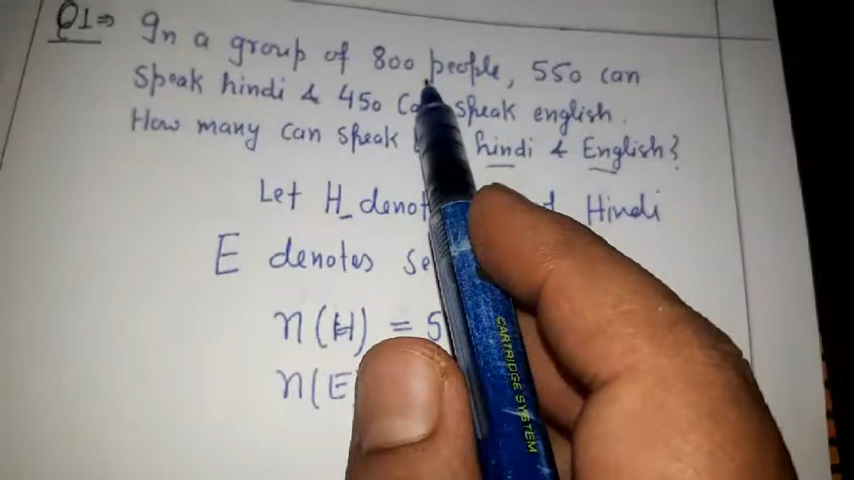 Q1⇒ In a group of 800 people, 550 can
speak hindi & 450 can speak english.
How many can speak hindi & English?
Let H denot Hindi
E denotes se
n(H) = 5
n(E
CARTRIDGE SYSTEM